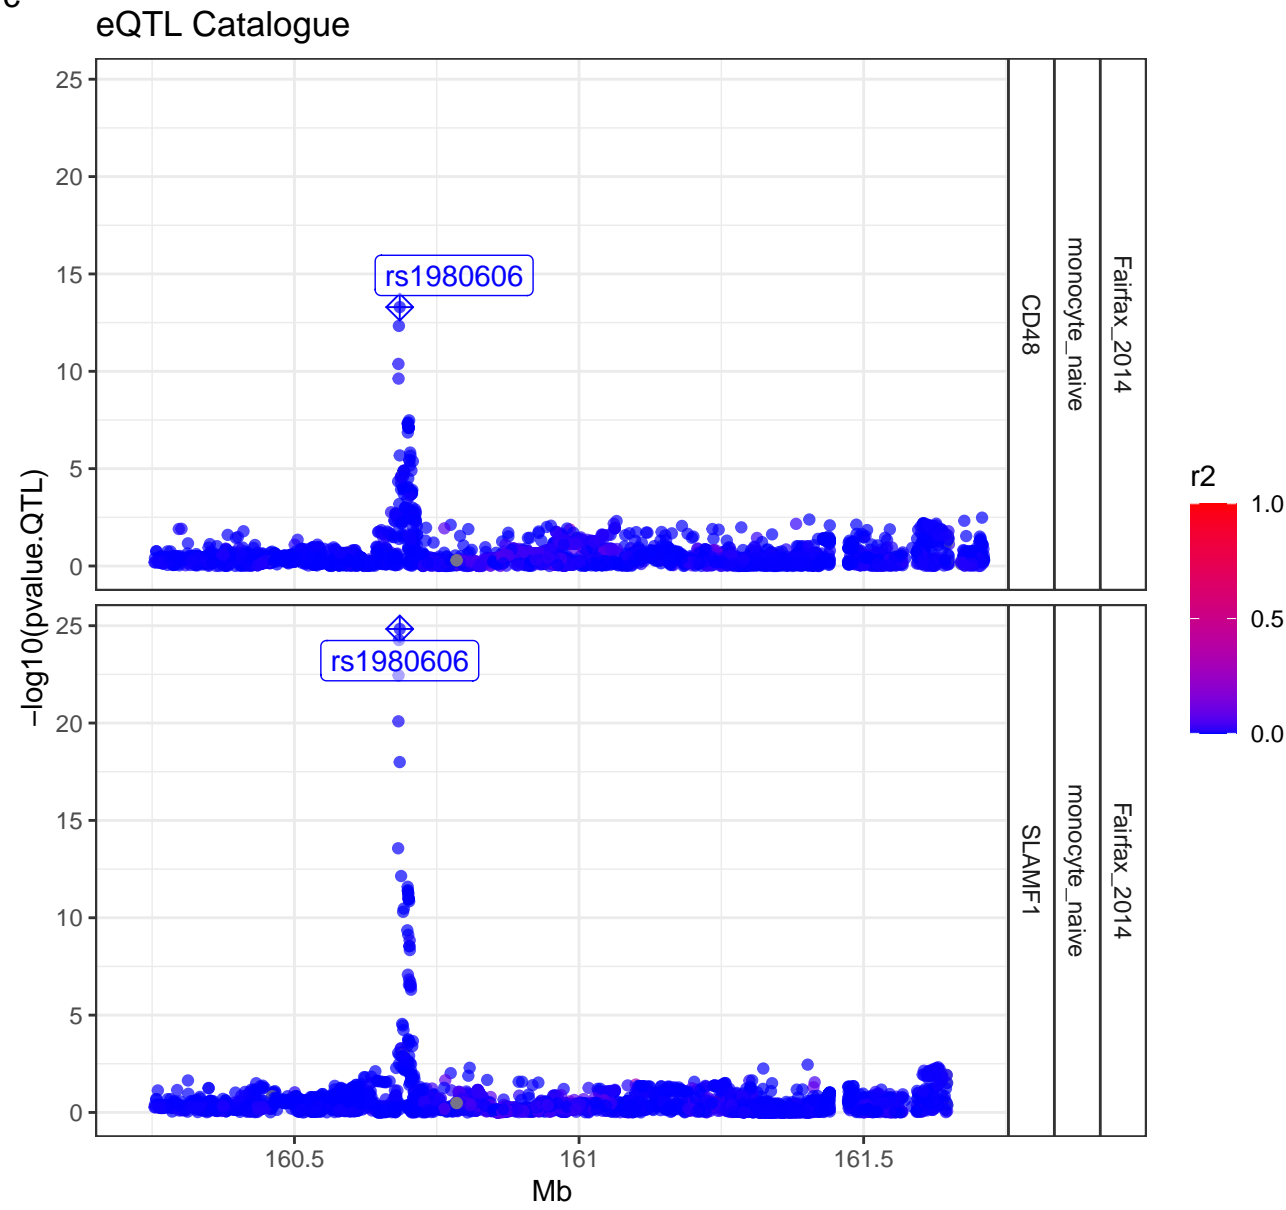 eQTL Catalogue
25
20
15
10
5
0
rs1980606
CD48
monocyte_naive
Fairfax_2014
25
20
15
10
5
0
rs1980606
SLAMF1
monocyte_naive
Fairfax_2014
−log10(pvalue.QTL)
160.5
161
161.5
Mb
r2
1.0
0.5
0.0